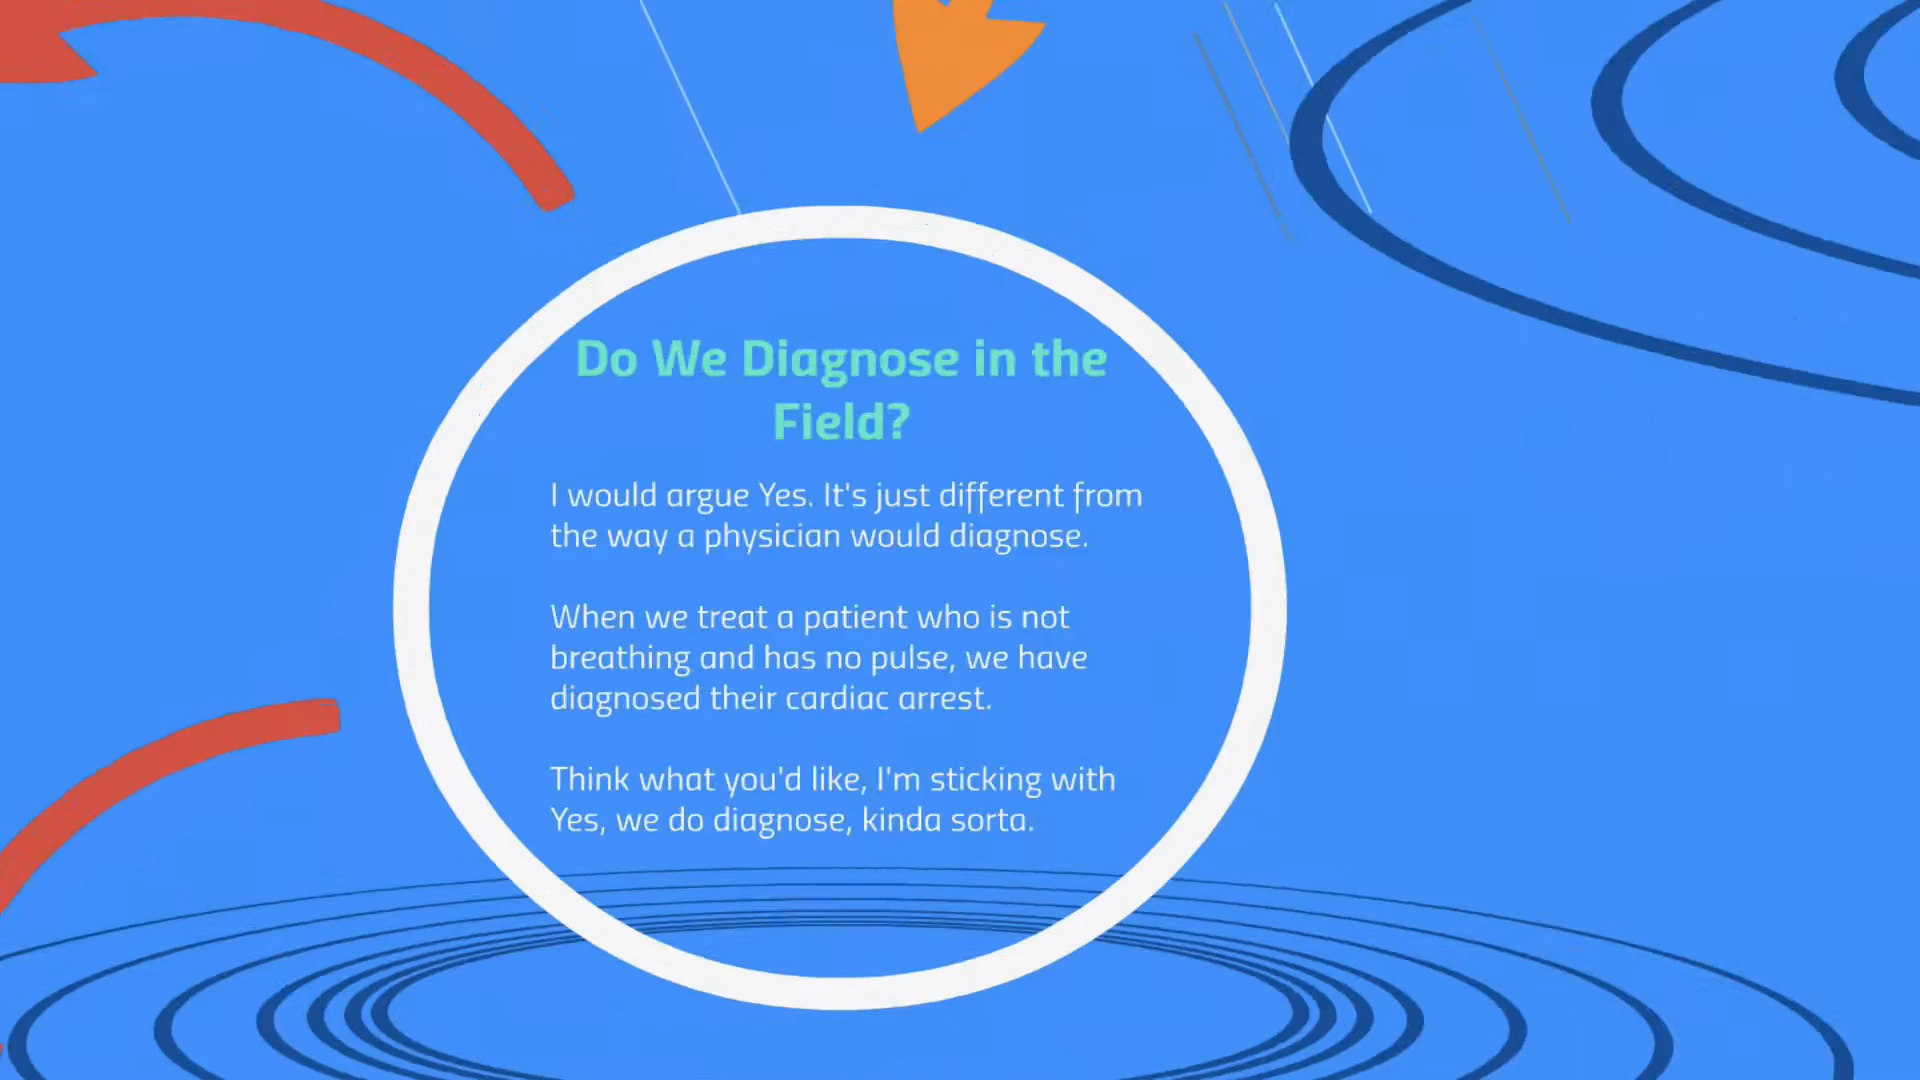 Do We Diagnose in the
Field?
I would argue Yes. It's just different from
the way a physician would diagnose.
When we treat a patient who is not
breathing and has no pulse, we have
diagnosed their cardiac arrest.
Think what you'd like, I'm sticking with
Yes, we do diagnose, kinda sorta.